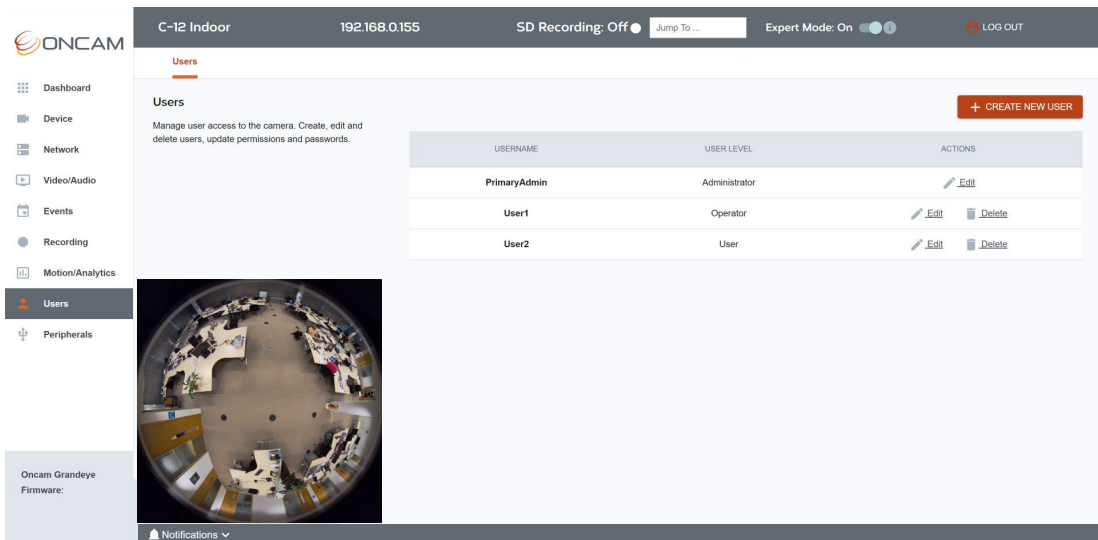 ONCAM
C-12 Indoor 192.168.0.155 SD Recording: Off Jump To ... Expert Mode: On LOG OUT
Users
Dashboard
Device
Network
Video/Audio
Events
Recording
Motion/Analytics
Users
Peripherals
Oncam Grandeye
Firmware:
Users
Manage user access to the camera. Create, edit and
delete users, update permissions and passwords.
+ CREATE NEW USER
USERNAME USER LEVEL ACTIONS
PrimaryAdmin Administrator Edit
User1 Operator Edit Delete
User2 User Edit Delete
Notifications